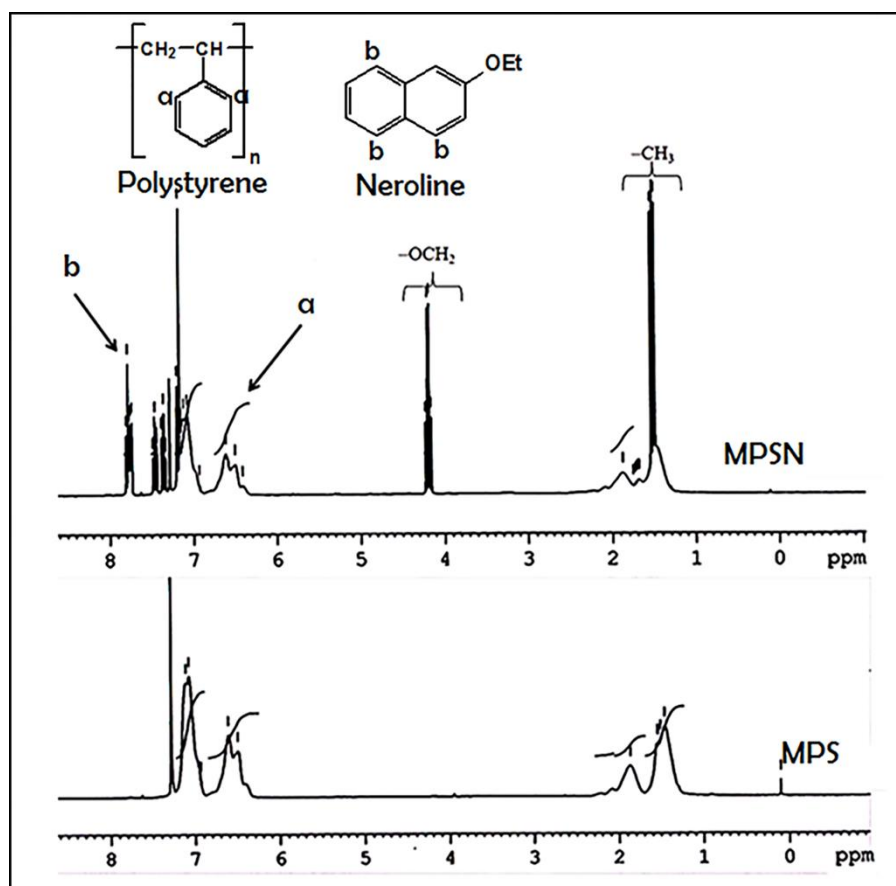 CH₂—CH
a a
n
Polystyrene
b
OEt
b b
Neroline
–CH₃
–OCH₂
b
a
MPSN
8 7 6 5 4 3 2 1 0 ppm
MPS
8 7 6 5 4 3 2 1 0 ppm